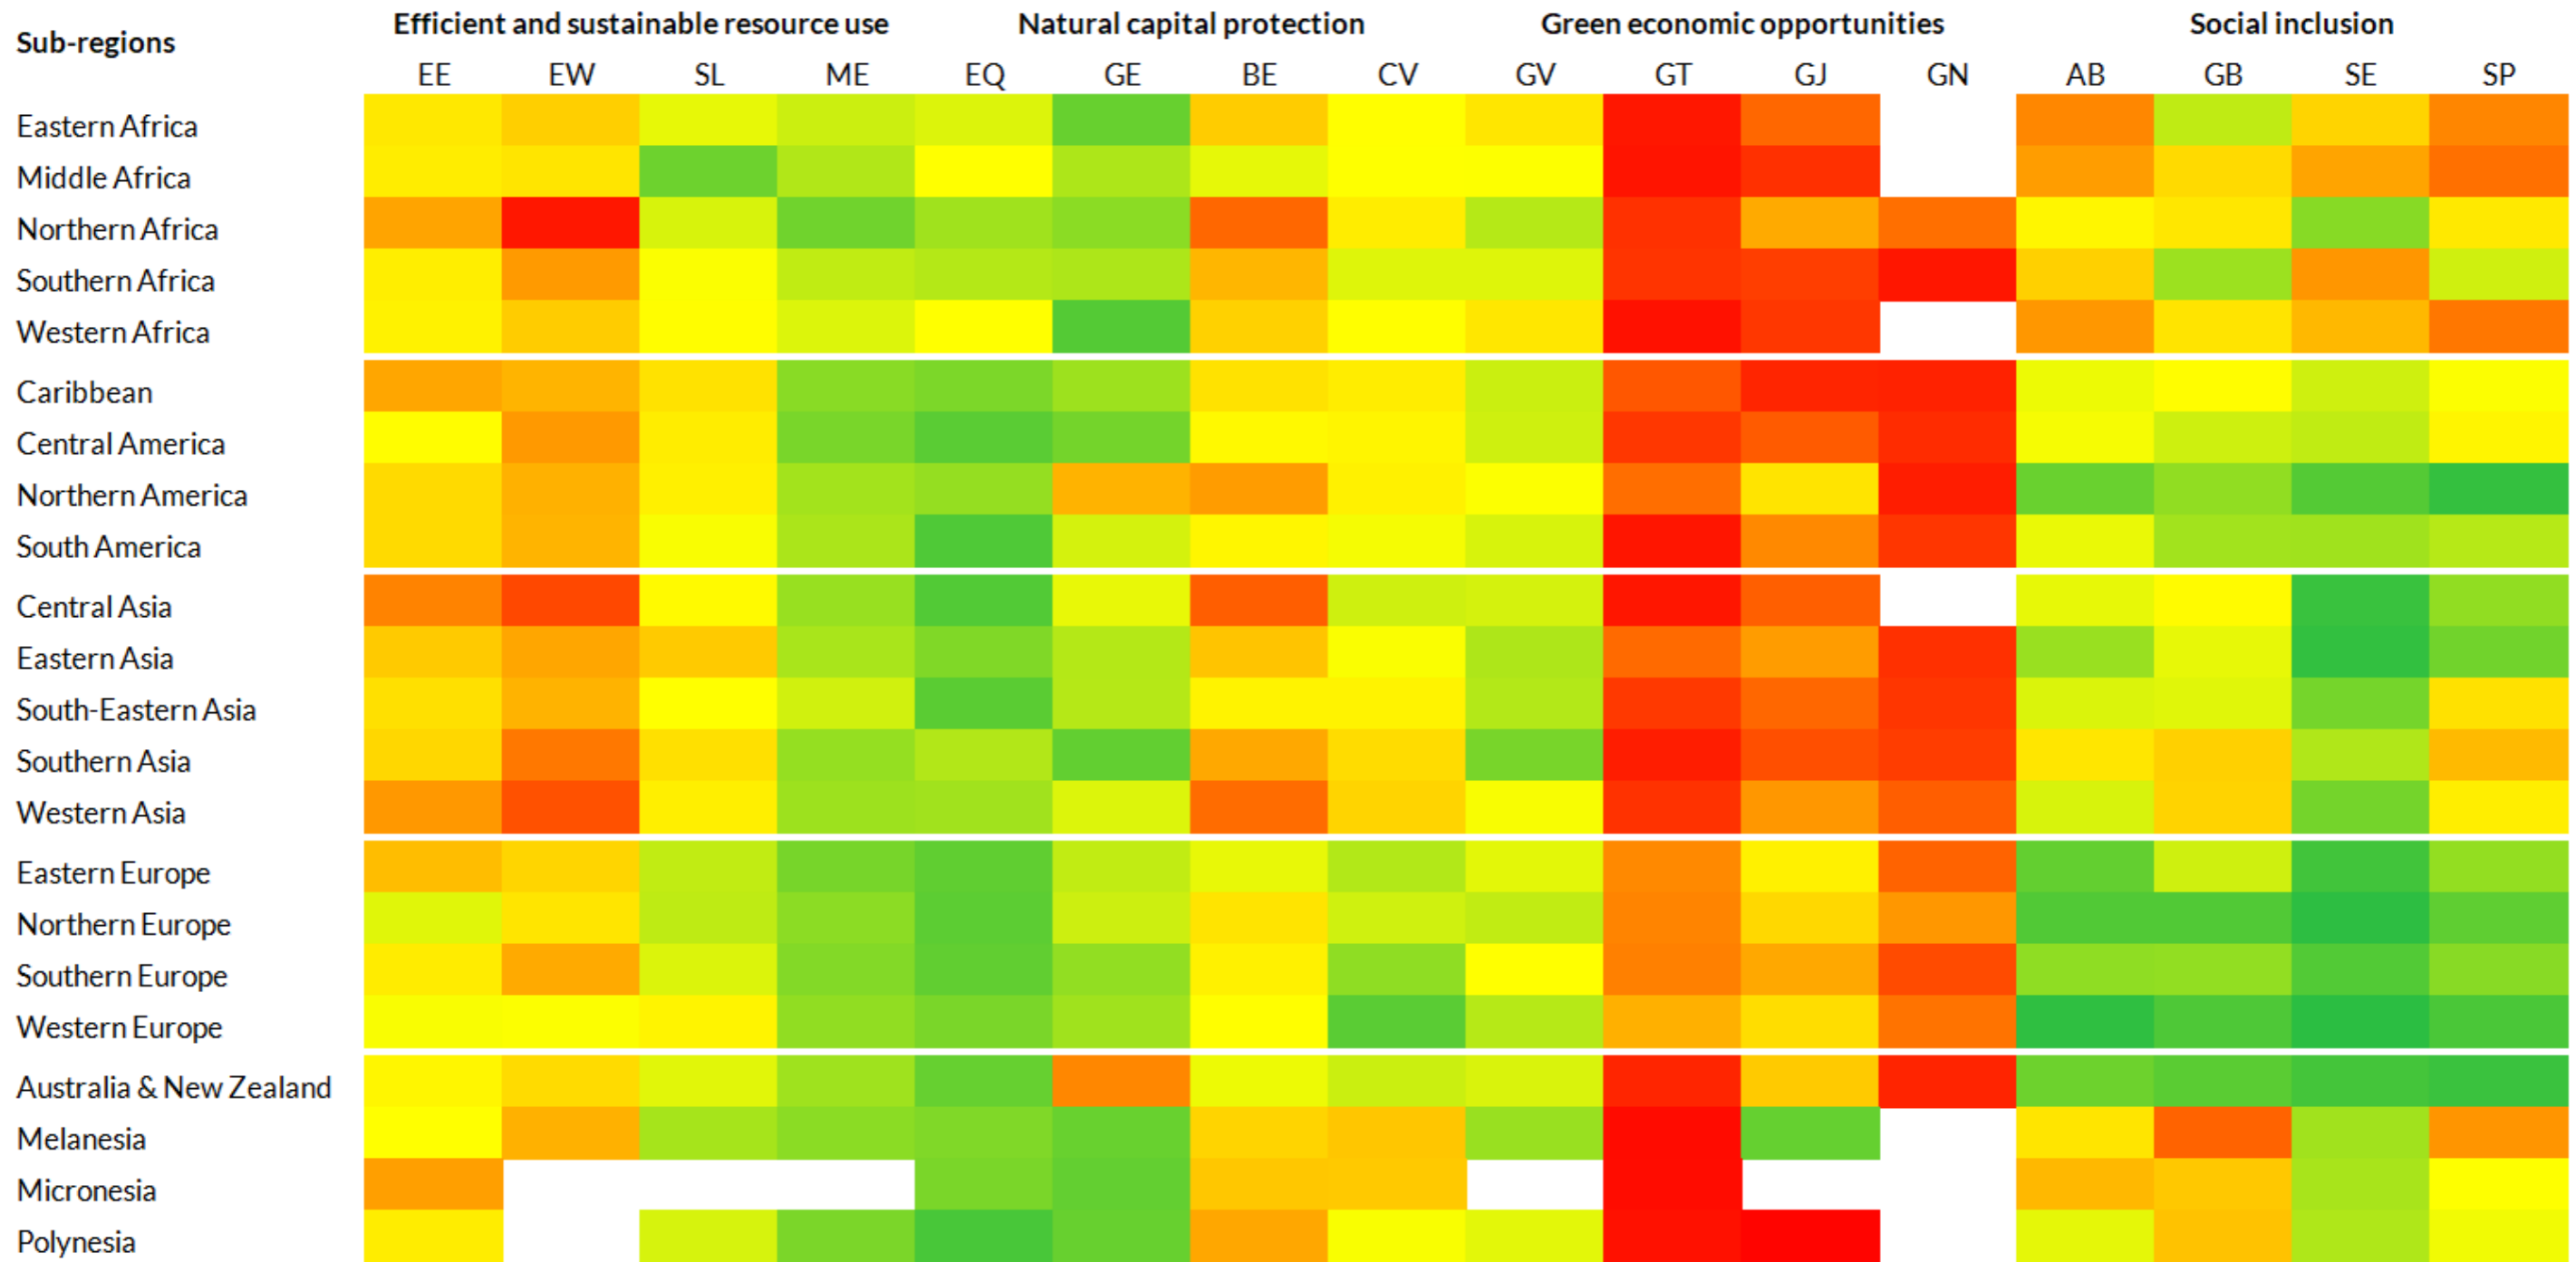 Efficient and sustainable resource use Natural capital protection Green economic opportunities Social inclusion
Sub-regions
EE EW SL ME EQ GE BE CV GV GT GJ GN AB GB SE SP
Eastern Africa
Middle Africa
Northern Africa
Southern Africa
Western Africa
Caribbean
Central America
Northern America
South America
Central Asia
Eastern Asia
South-Eastern Asia
Southern Asia
Western Asia
Eastern Europe
Northern Europe
Southern Europe
Western Europe
Australia & New Zealand
Melanesia
Micronesia
Polynesia